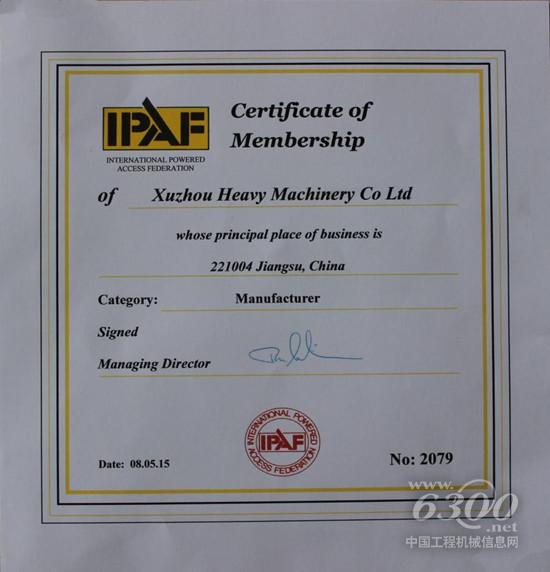 IPAF
INTERNATIONAL POWERED
ACCESS FEDERATION
Certificate of
Membership
of Xuzhou Heavy Machinery Co Ltd
whose principal place of business is
221004 Jiangsu, China
Category: Manufacturer
Signed
Managing Director
INTERNATIONAL POWERED
IPAF
ACCESS FEDERATION
Date: 08.05.15
No: 2079
www.
6300
.net
中国工程机械信息网